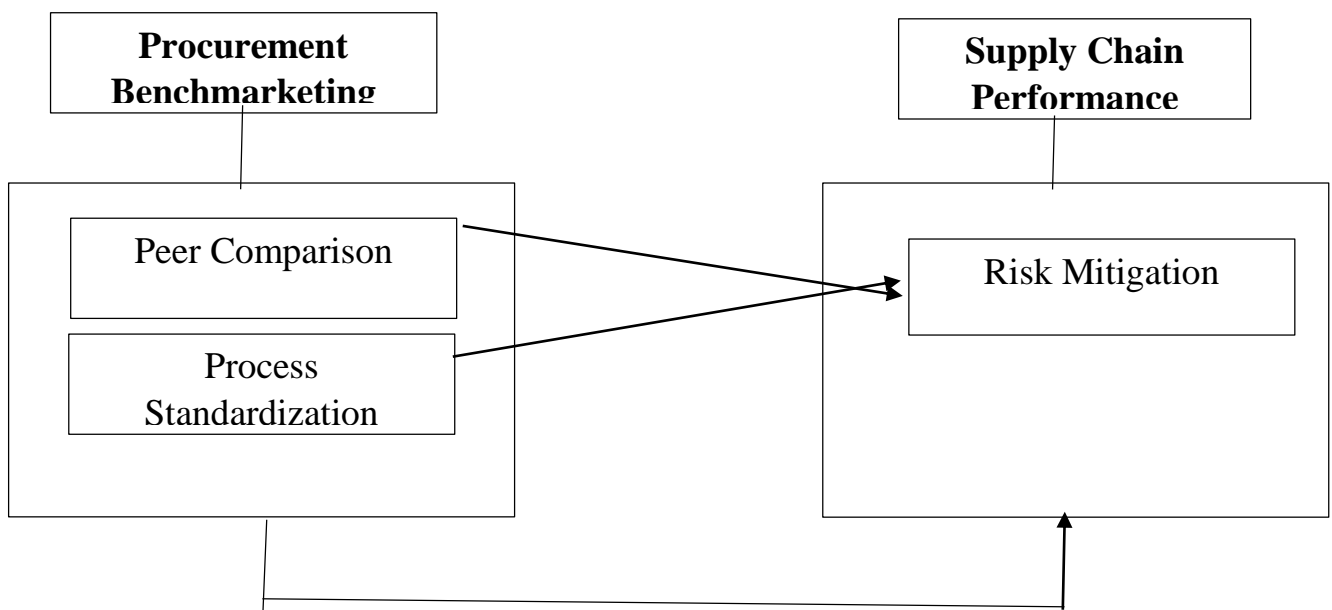 Procurement
Benchmarketing
Supply Chain
Performance
Peer Comparison
Process
Standardization
Risk Mitigation